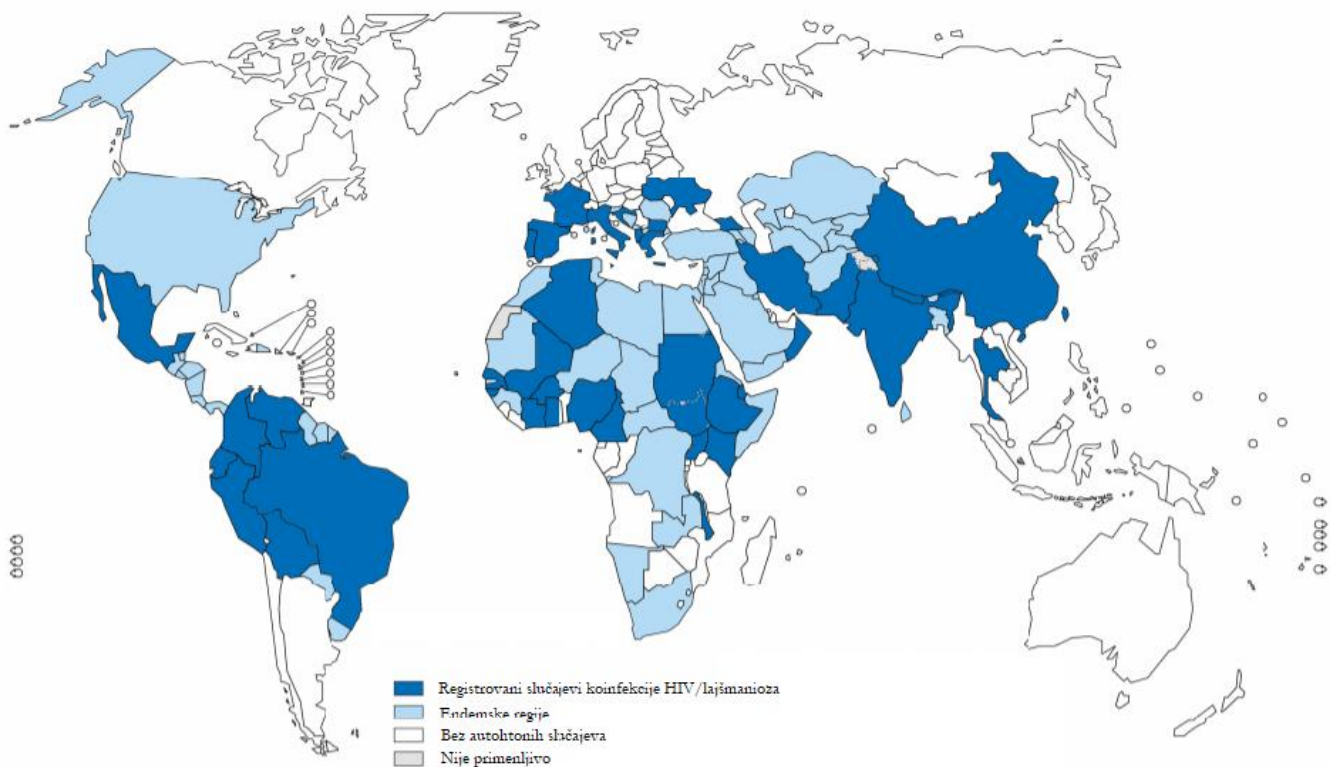 Registrovani slučajevi koinfekcije HIV/lajšmanioza
Endemske regije
Bez autohtonih slučajeva
Nije primenljivo